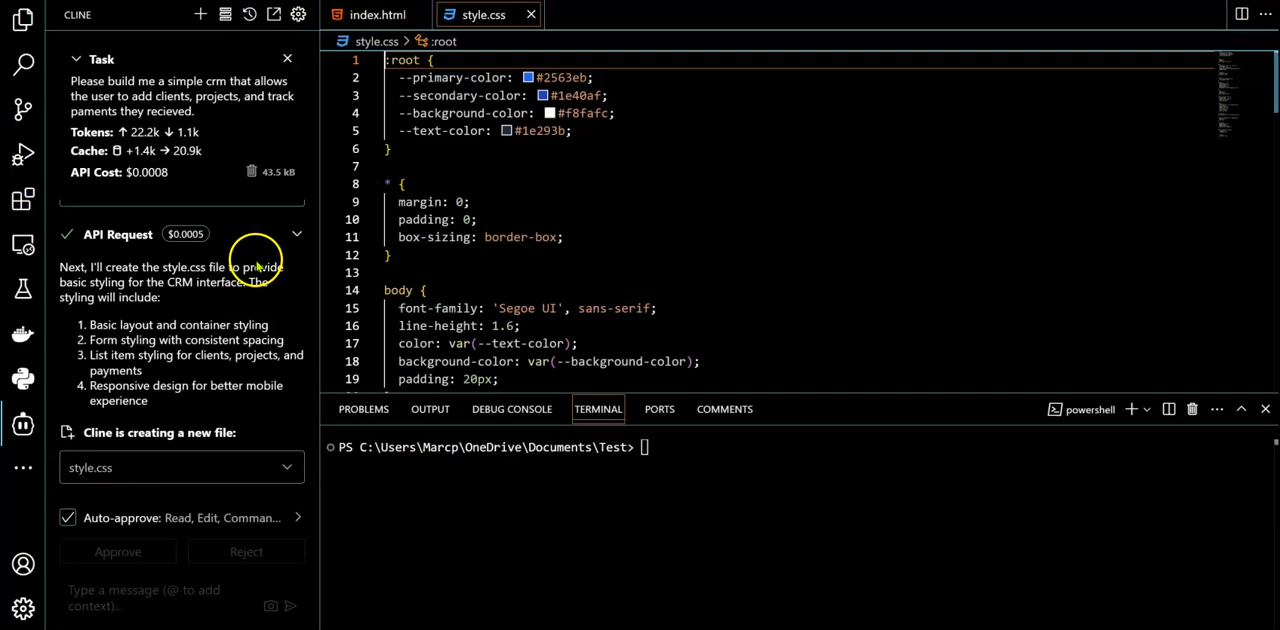 CLINE
Task
Please build me a simple crm that allows
the user to add clients, projects, and track
paments they recieved.
Tokens: ↑ 22.2k ↓ 1.1k
Cache: +1.4k → 20.9k
API Cost: $0.0008
43.5 kB
API Request $0.0005
Next, I'll create the style.css file to provide
basic styling for the CRM interface. The
styling will include:
1. Basic layout and container styling
2. Form styling with consistent spacing
3. List item styling for clients, projects, and
payments
4. Responsive design for better mobile
experience
Cline is creating a new file:
style.css
Auto-approve: Read, Edit, Comman...
Approve Reject
Type a message (@ to add
context)...
index.html style.css
style.css > :root
1 :root {
2 --primary-color: #2563eb;
3 --secondary-color: #1e40af;
4 --background-color: #f8fafc;
5 --text-color: #1e293b;
6 }
7
8 * {
9 margin: 0;
10 padding: 0;
11 box-sizing: border-box;
12 }
13
14 body {
15 font-family: 'Segoe UI', sans-serif;
16 line-height: 1.6;
17 color: var(--text-color);
18 background-color: var(--background-color);
19 padding: 20px;
PROBLEMS OUTPUT DEBUG CONSOLE TERMINAL PORTS COMMENTS powershell
PS C:\Users\Marcp\OneDrive\Documents\Test>